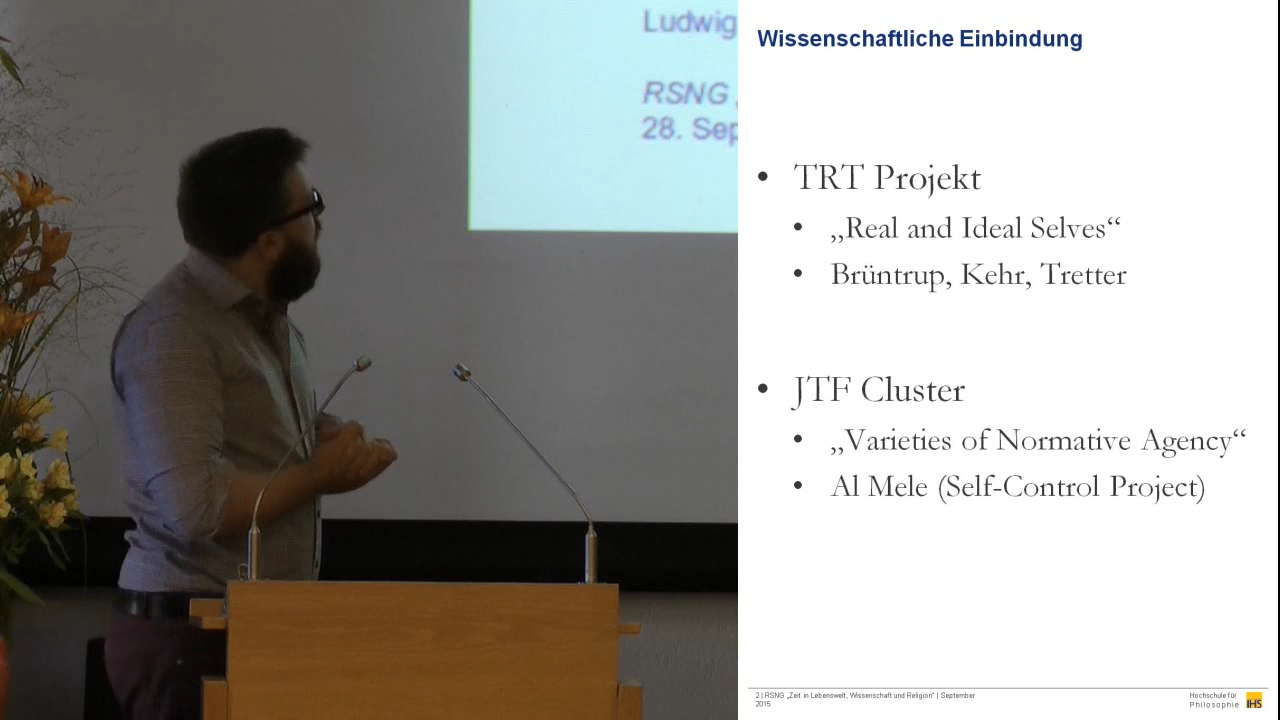 Ludwig
RSNG
28. Sep
Wissenschaftliche Einbindung
• TRT Projekt
• „Real and Ideal Selves“
• Brüntrup, Kehr, Tretter
• JTF Cluster
• „Varieties of Normative Agency“
• Al Mele (Self-Control Project)
2 | RSNG „Zeit in Lebenswelt, Wissenschaft und Religion“ | September
2015
Hochschule für
Philosophie
IHS